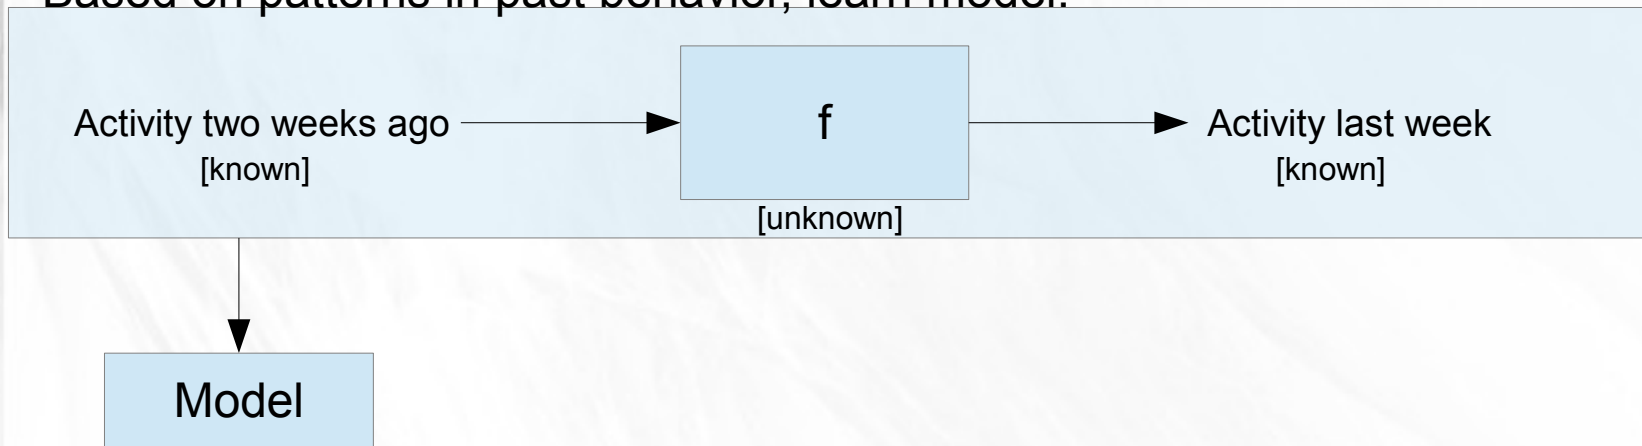 Based on patterns in past behavior, learn model:
Activity two weeks ago
[known]
f
[unknown]
Activity last week
[known]
Model